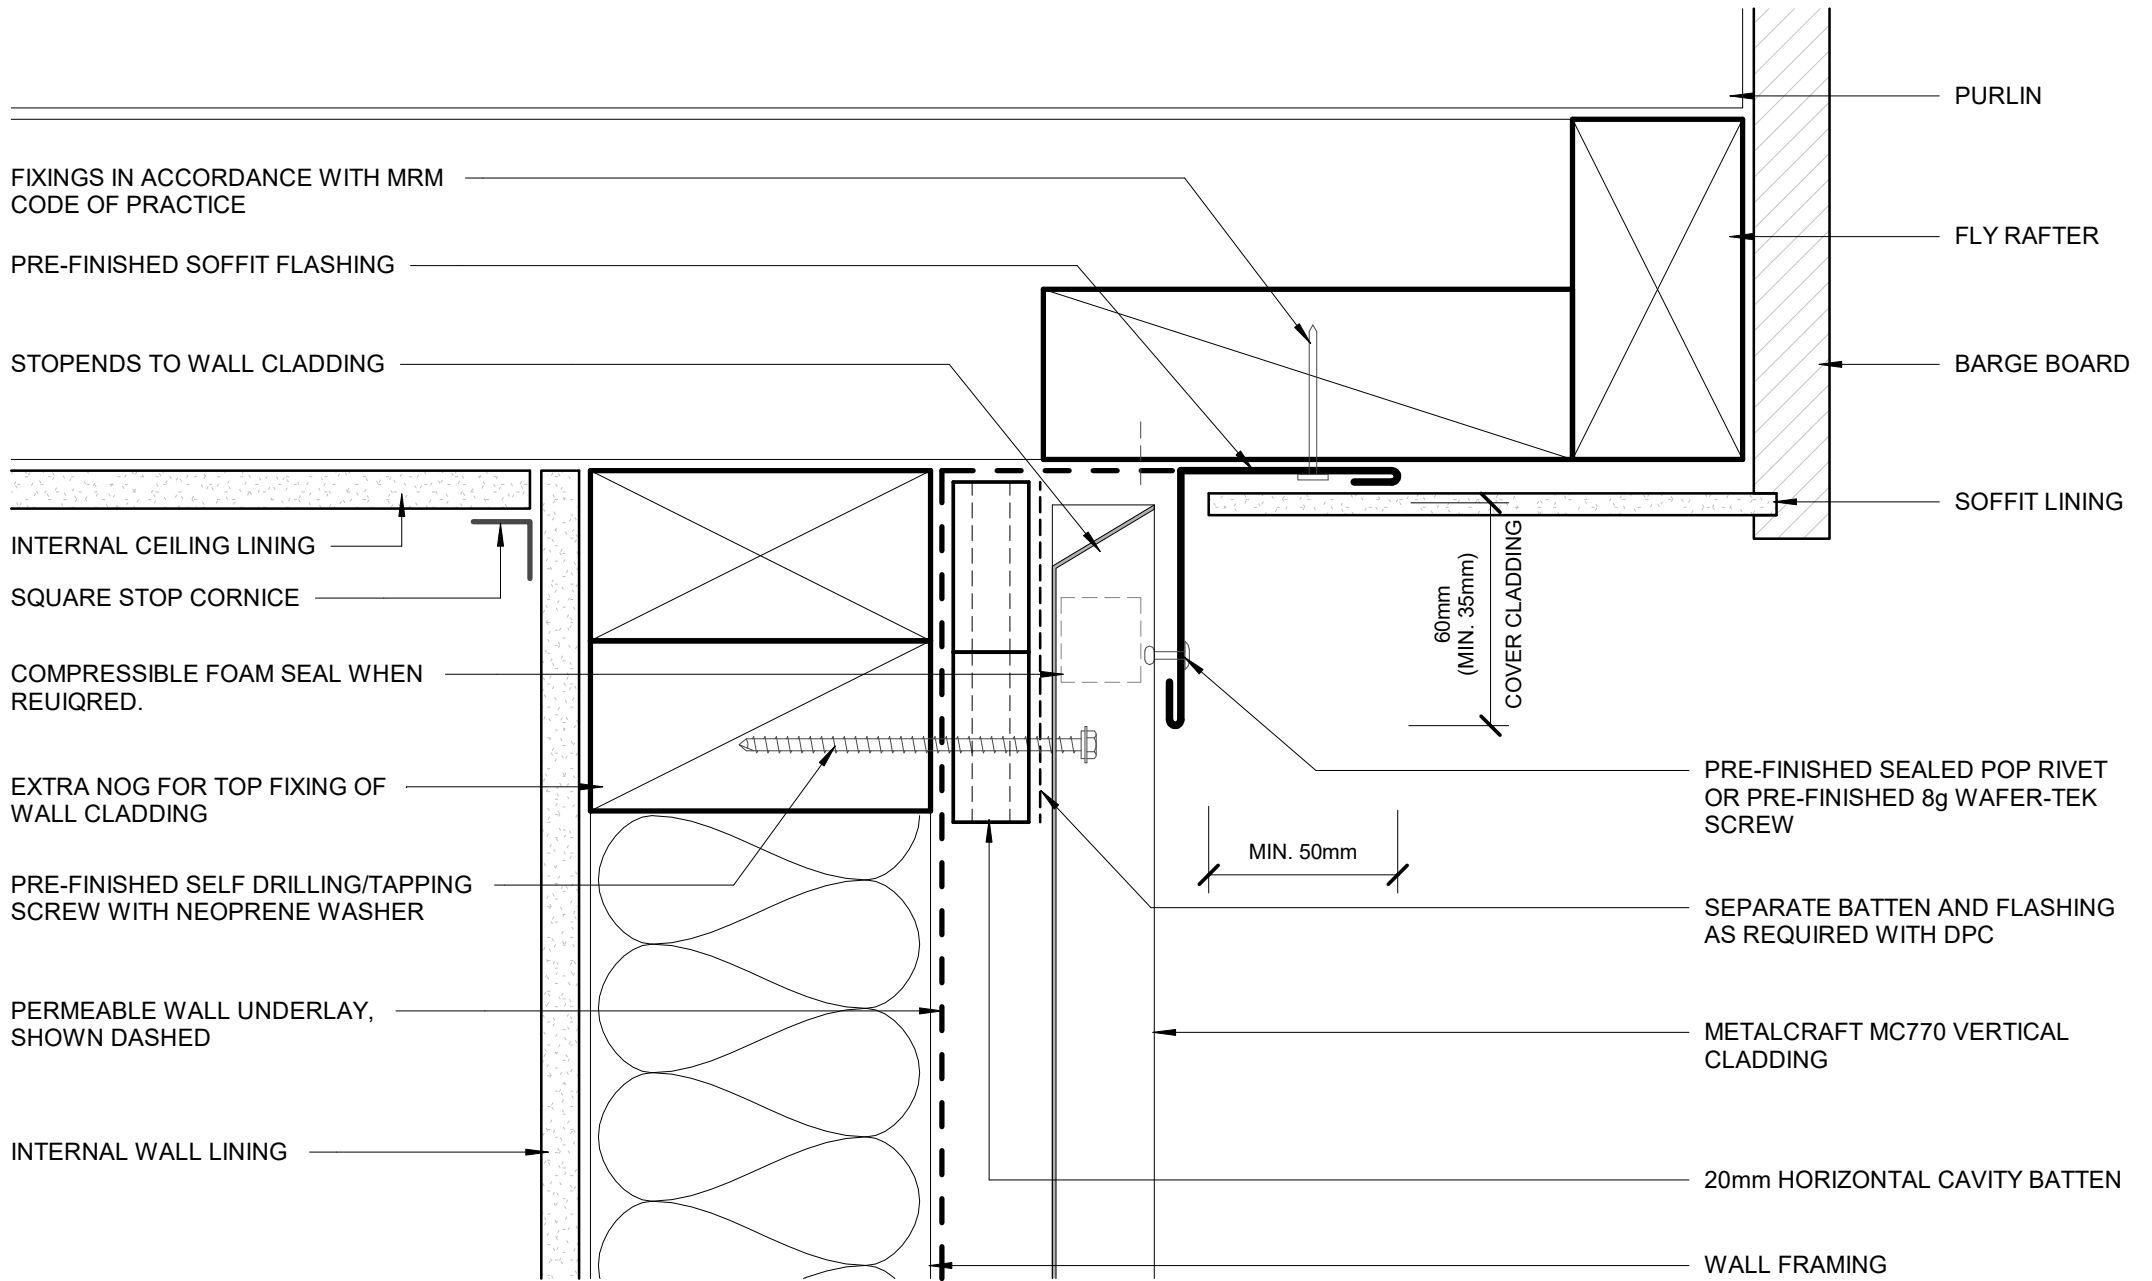 PURLIN
FIXINGS IN ACCORDANCE WITH MRM
CODE OF PRACTICE
FLY RAFTER
PRE-FINISHED SOFFIT FLASHING
STOPENDS TO WALL CLADDING
BARGE BOARD
SOFFIT LINING
INTERNAL CEILING LINING
SQUARE STOP CORNICE
60mm
(MIN. 35mm)
COVER CLADDING
COMPRESSIBLE FOAM SEAL WHEN
REUIQRED.
EXTRA NOG FOR TOP FIXING OF
WALL CLADDING
PRE-FINISHED SEALED POP RIVET
OR PRE-FINISHED 8g WAFER-TEK
SCREW
MIN. 50mm
PRE-FINISHED SELF DRILLING/TAPPING
SCREW WITH NEOPRENE WASHER
SEPARATE BATTEN AND FLASHING
AS REQUIRED WITH DPC
PERMEABLE WALL UNDERLAY,
SHOWN DASHED
METALCRAFT MC770 VERTICAL
CLADDING
INTERNAL WALL LINING
20mm HORIZONTAL CAVITY BATTEN
WALL FRAMING